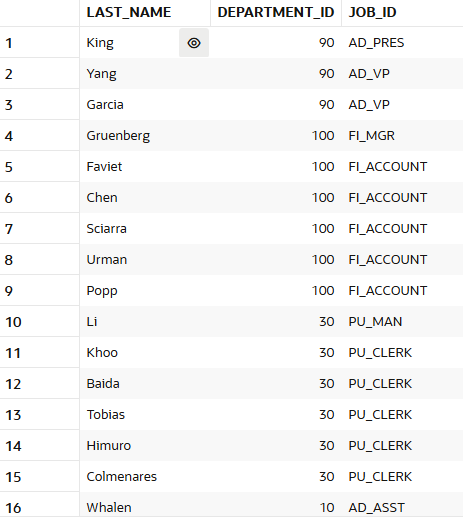 LAST_NAME DEPARTMENT_ID JOB_ID
1 King 90 AD_PRES
2 Yang 90 AD_VP
3 Garcia 90 AD_VP
4 Gruenberg 100 FI_MGR
5 Faviet 100 FI_ACCOUNT
6 Chen 100 FI_ACCOUNT
7 Sciarra 100 FI_ACCOUNT
8 Urman 100 FI_ACCOUNT
9 Popp 100 FI_ACCOUNT
10 Li 30 PU_MAN
11 Khoo 30 PU_CLERK
12 Baida 30 PU_CLERK
13 Tobias 30 PU_CLERK
14 Himuro 30 PU_CLERK
15 Colmenares 30 PU_CLERK
16 Whalen 10 AD_ASST